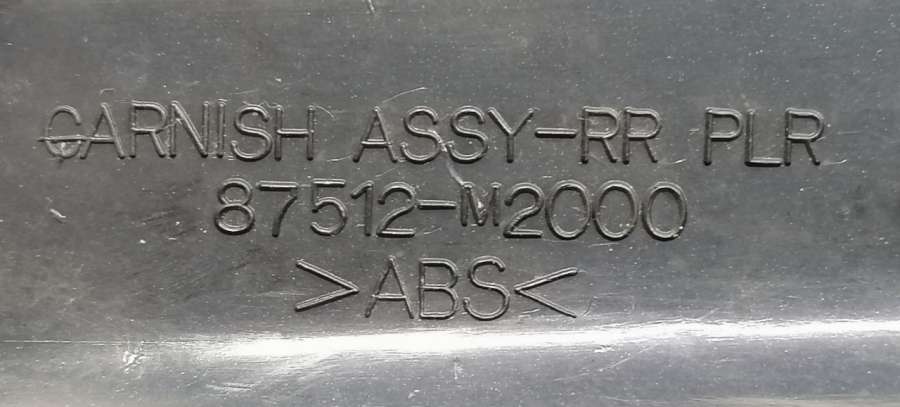 GARNISH ASSY-RR PLR
87512-M2000
>ABS<